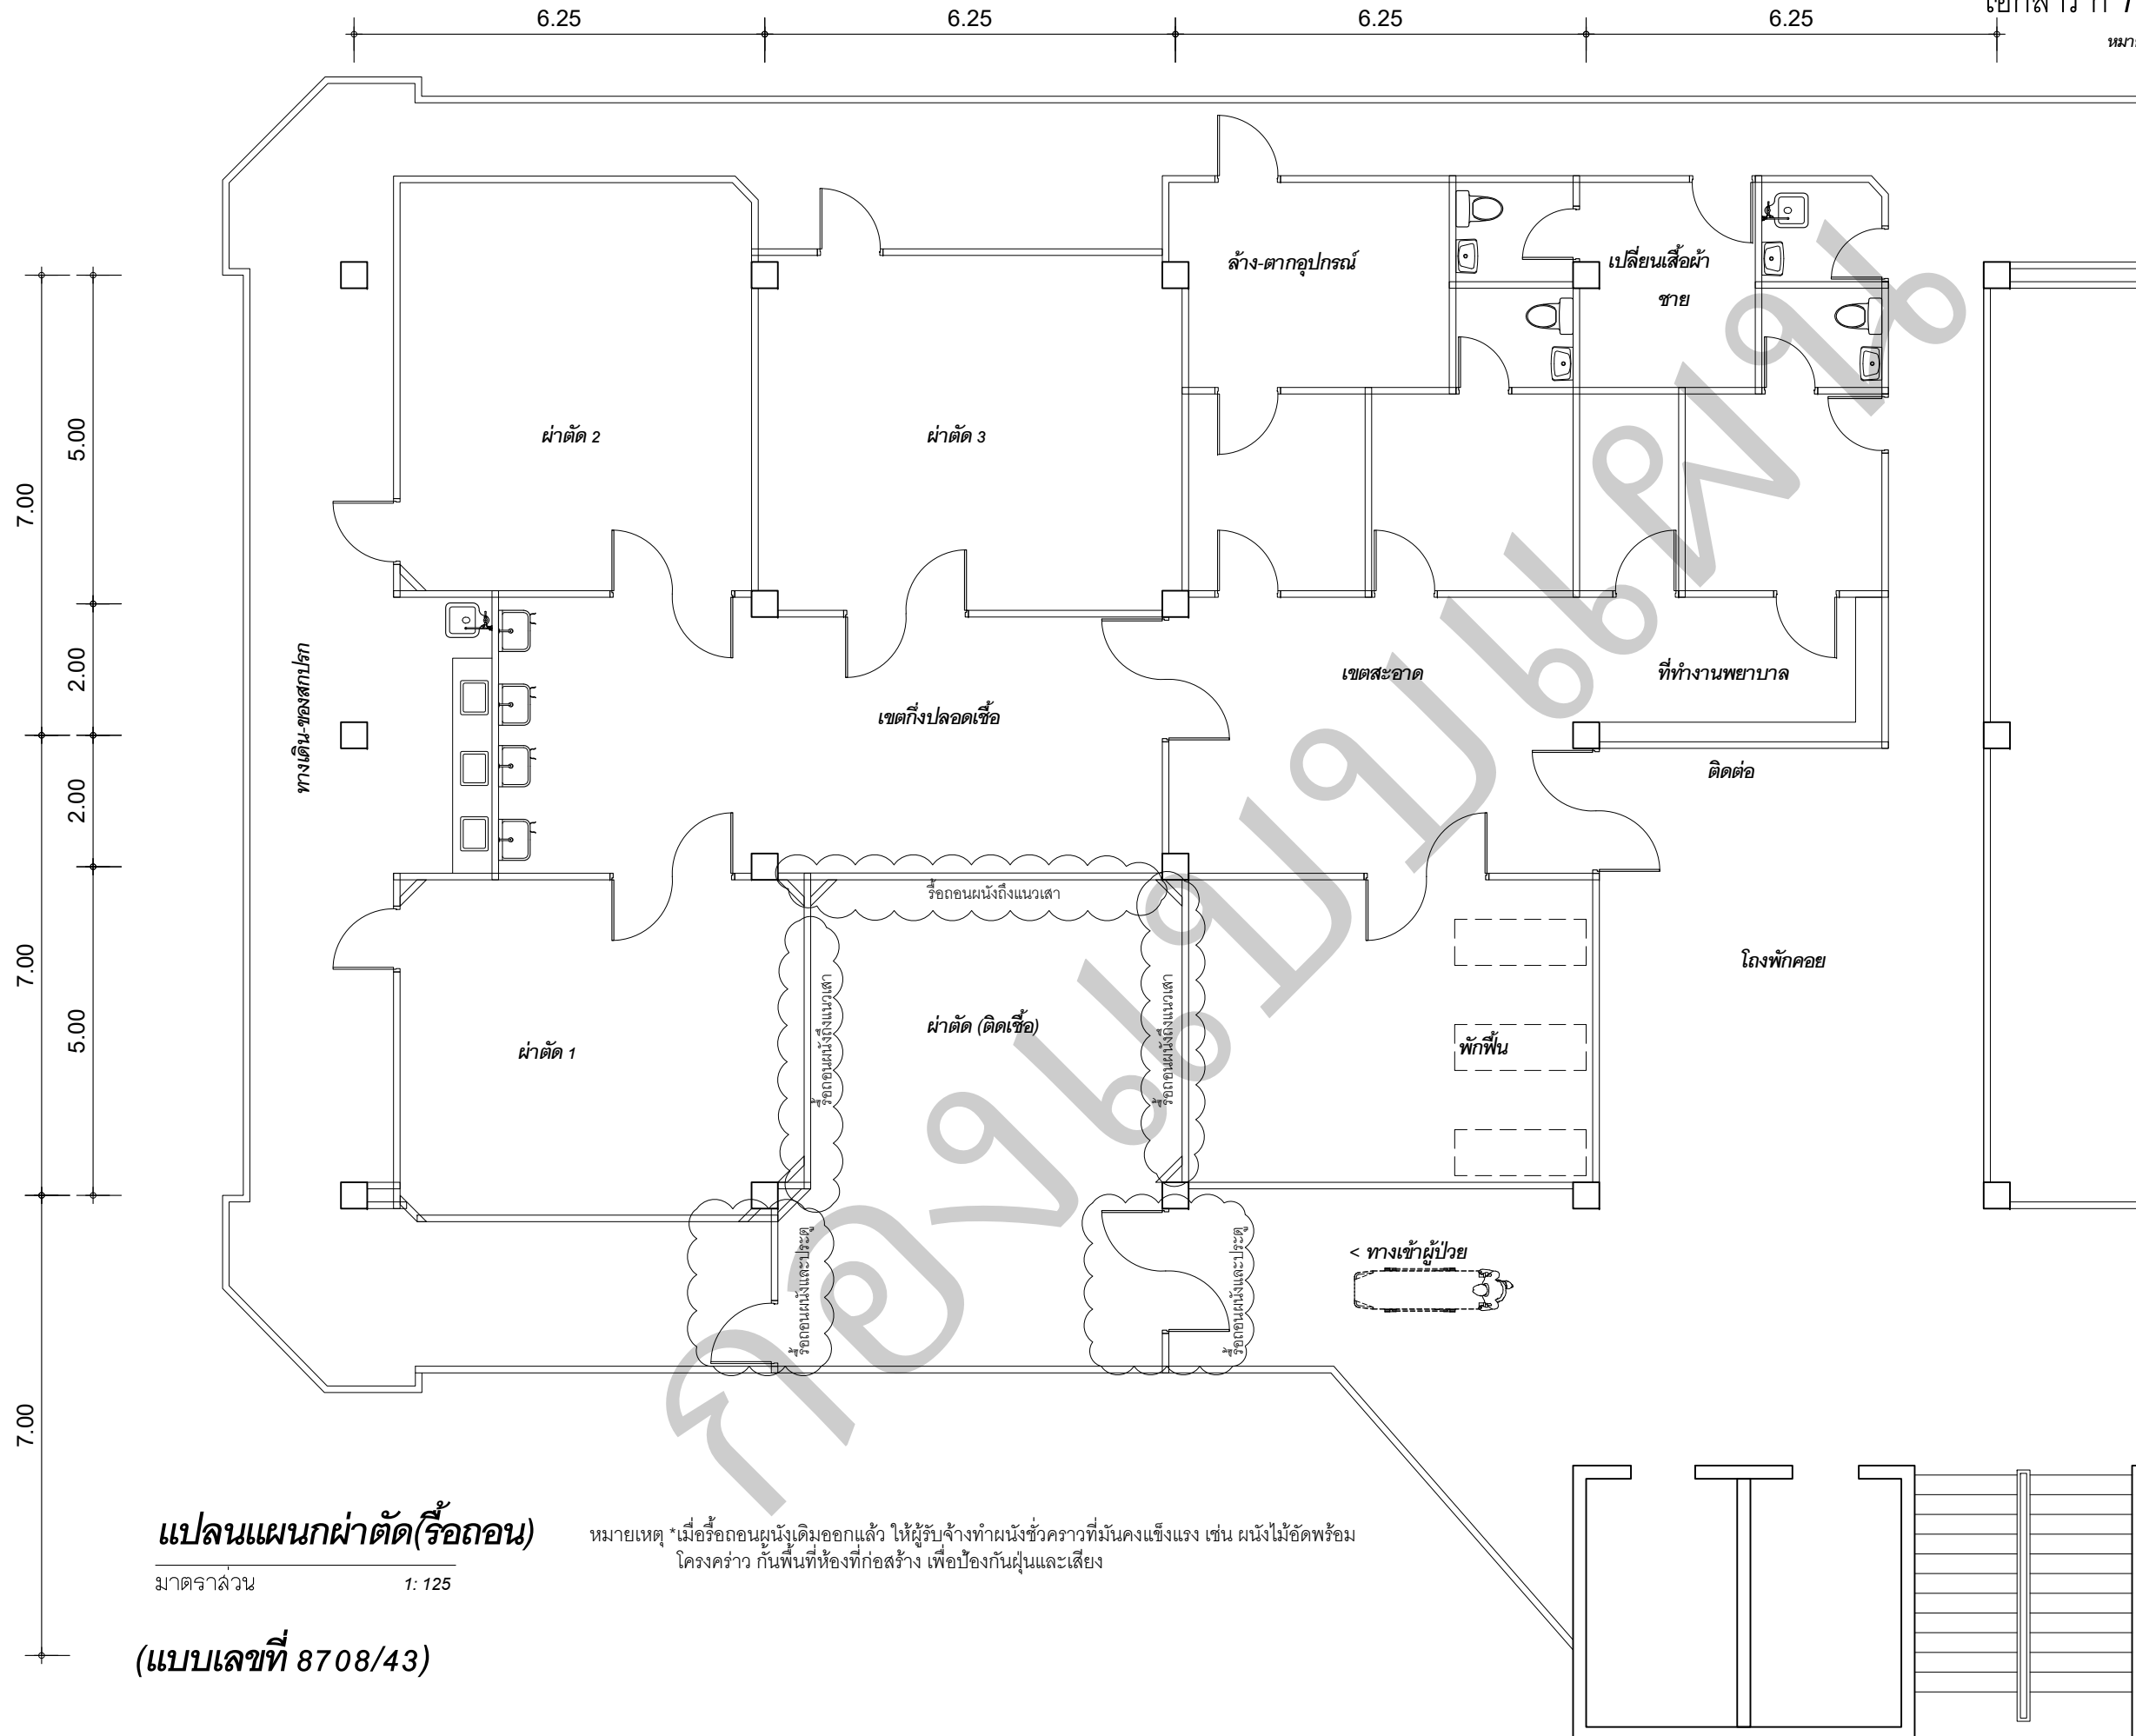 6.25
6.25
6.25
6.25
7.00
7.00
7.00
5.00
2.00
2.00
5.00
ล้าง-ตากอุปกรณ์
เปลี่ยนเสื้อผ้า
ชาย
ผ่าตัด 2
ผ่าตัด 3
ทางเดิน-ของสกปรก
เขตกึ่งปลอดเชื้อ
เขตสะอาด
ที่ทำงานพยาบาล
ติดต่อ
รื้อถอนผนังถึงแนวเสา
รื้อถอนผนังถึงแนวเสา
รื้อถอนผนังถึงแนวเสา
โถงพักคอย
ผ่าตัด 1
ผ่าตัด (ติดเชื้อ)
พักฟื้น
รื้อถอนผนังและประตู
รื้อถอนผนังและประตู
< ทางเข้าผู้ป่วย
กองแบบแผน
แปลนแผนกผ่าตัด(รื้อถอน)
มาตราส่วน 1: 125
(แบบเลขที่ 8708/43)
หมายเหตุ *เมื่อรื้อถอนผนังเดิมออกแล้ว ให้ผู้รับจ้างทำผนังชั่วคราวที่มั่นคงแข็งแรง เช่น ผนังไม้อัดพร้อม
โครงคร่าว กั้นพื้นที่ห้องที่ก่อสร้าง เพื่อป้องกันฝุ่นและเสียง